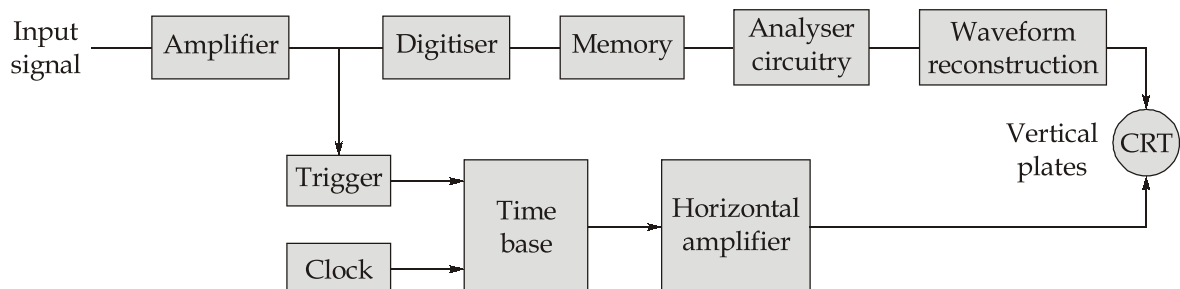 Input
signal
Amplifier
Digitiser
Memory
Analyser
circuitry
Waveform
reconstruction
Vertical
plates
CRT
Trigger
Time
base
Horizontal
amplifier
Clock